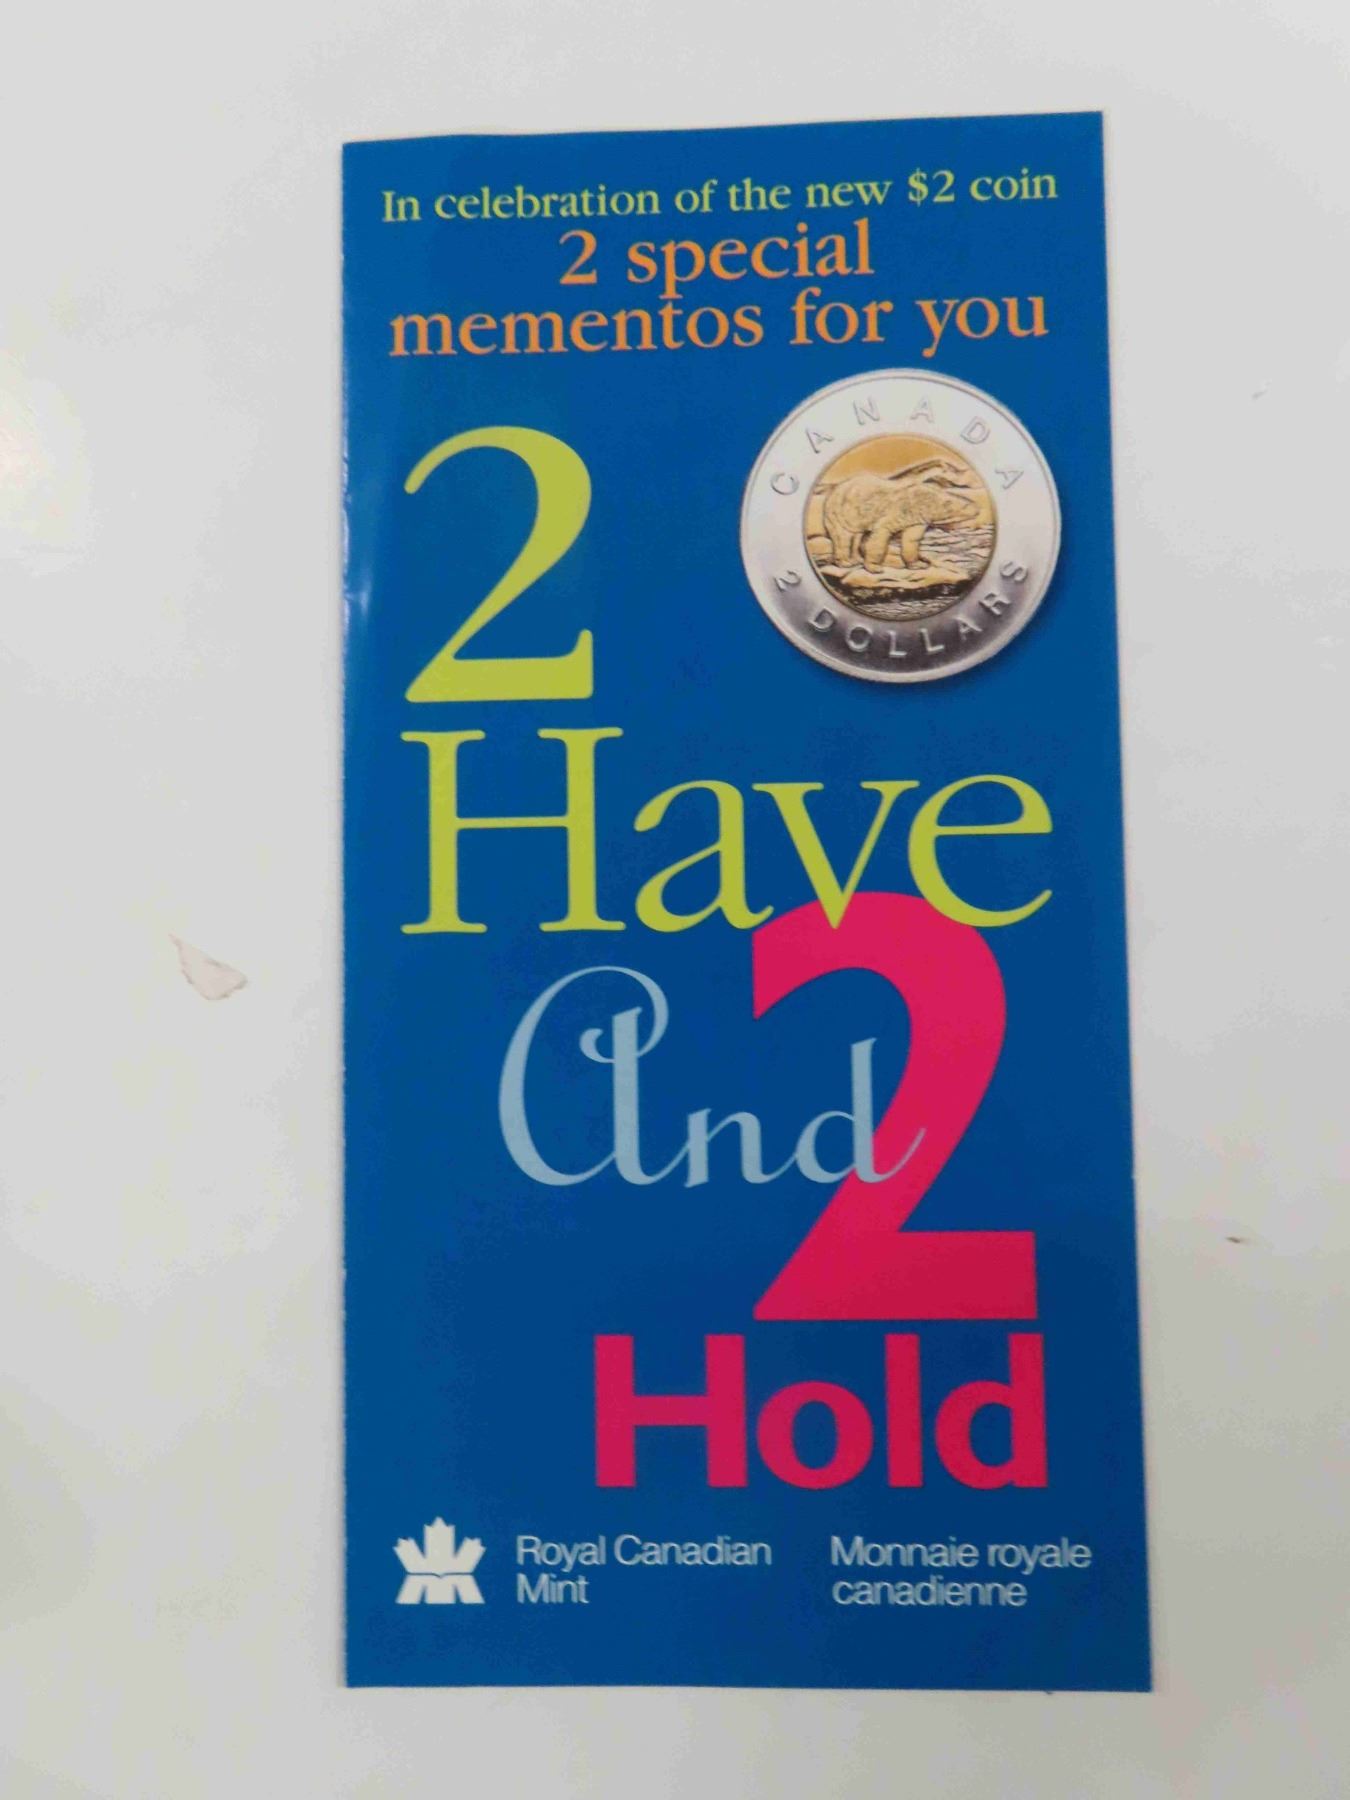 In celebration of the new $2 coin
2 special
mementos for you
CANADA
2 DOLLARS
2
Have
And 2
Hold
Royal Canadian Mint
Monnaie royale canadienne